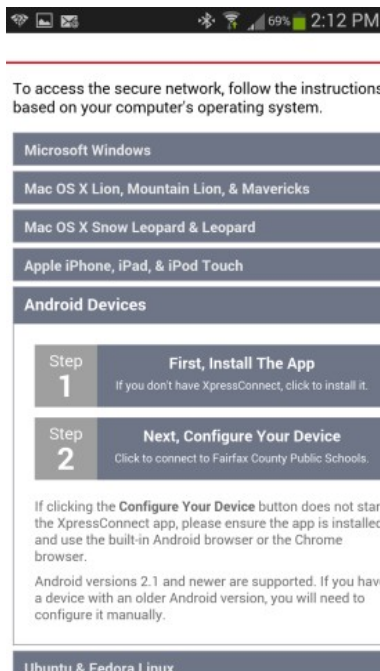 69% 2:12 PM
To access the secure network, follow the instructions
based on your computer's operating system.
Microsoft Windows
Mac OS X Lion, Mountain Lion, & Mavericks
Mac OS X Snow Leopard & Leopard
Apple iPhone, iPad, & iPod Touch
Android Devices
Step
1
First, Install The App
If you don't have XpressConnect, click to install it.
Step
2
Next, Configure Your Device
Click to connect to Fairfax County Public Schools.
If clicking the Configure Your Device button does not star
the XpressConnect app, please ensure the app is installed
and use the built-in Android browser or the Chrome
browser.
Android versions 2.1 and newer are supported. If you have
a device with an older Android version, you will need to
configure it manually.
Ubuntu & Fedora Linux